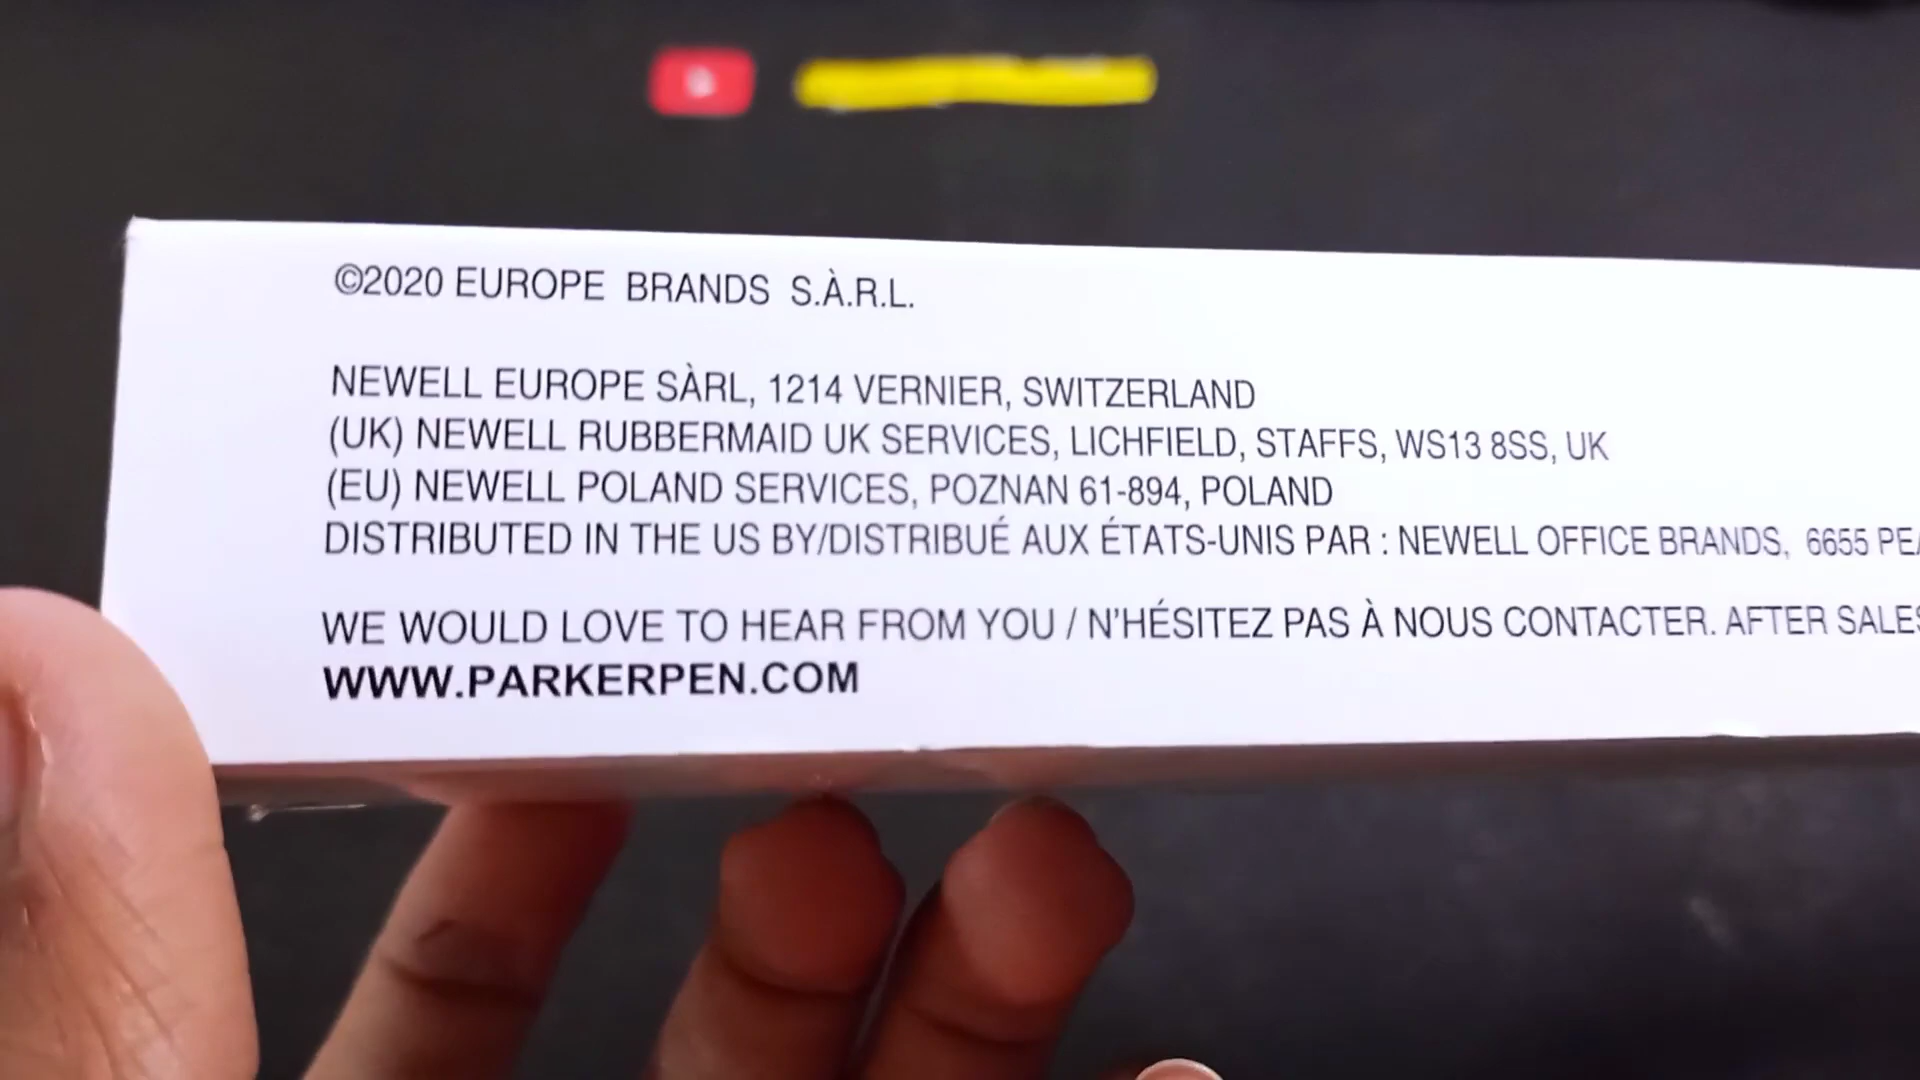 ©2020 EUROPE BRANDS S.À.R.L.
NEWELL EUROPE SÀRL, 1214 VERNIER, SWITZERLAND
(UK) NEWELL RUBBERMAID UK SERVICES, LICHFIELD, STAFFS, WS13 8SS, UK
(EU) NEWELL POLAND SERVICES, POZNAN 61-894, POLAND
DISTRIBUTED IN THE US BY/DISTRIBUÉ AUX ÉTATS-UNIS PAR : NEWELL OFFICE BRANDS, 6655
WE WOULD LOVE TO HEAR FROM YOU / N'HÉSITEZ PAS À NOUS CONTACTER. AFTER SALES
WWW.PARKERPEN.COM